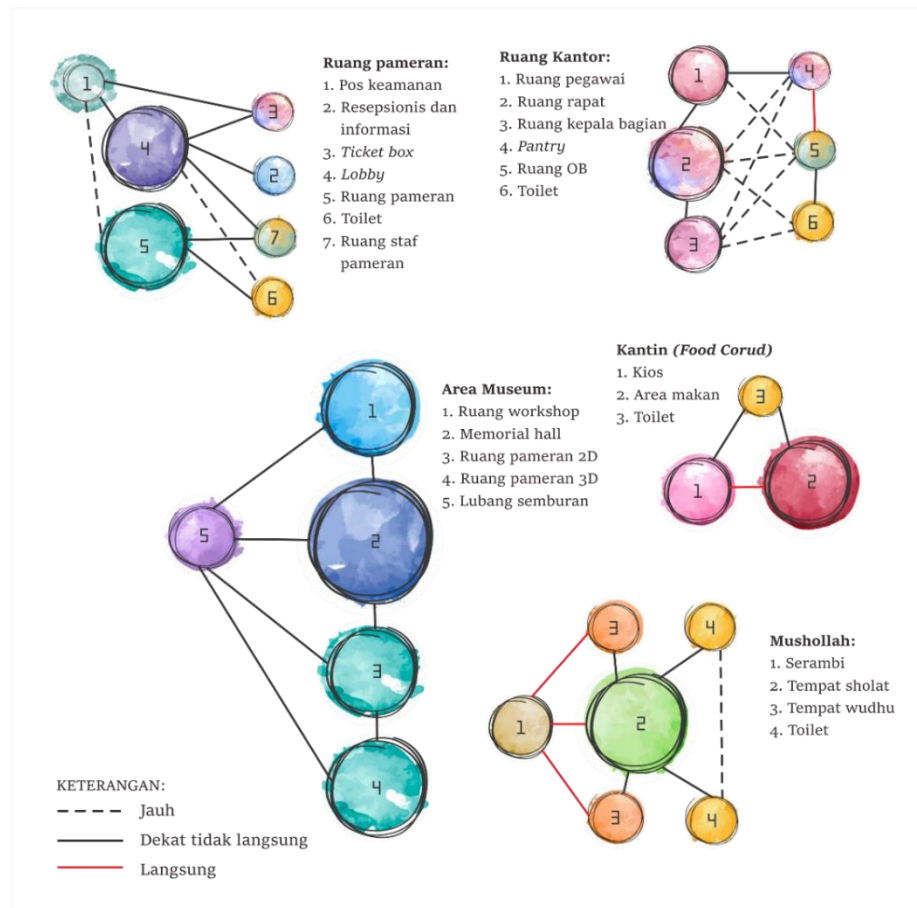 Ruang pameran:
1. Pos keamanan
2. Resepsionis dan
informasi
3. Ticket box
4. Lobby
5. Ruang pameran
6. Toilet
7. Ruang staf
pameran
1
4
5
3
2
7
6
Ruang Kantor:
1. Ruang pegawai
2. Ruang rapat
3. Ruang kepala bagian
4. Pantry
5. Ruang OB
6. Toilet
1
2
3
4
5
6
Area Museum:
1. Ruang workshop
2. Memorial hall
3. Ruang pameran 2D
4. Ruang pameran 3D
5. Lubang semburan
1
2
3
4
5
Kantin (Food Corud)
1. Kios
2. Area makan
3. Toilet
3
1
2
Mushollah:
1. Serambi
2. Tempat sholat
3. Tempat wudhu
4. Toilet
3
4
1
2
3
4
KETERANGAN:
Jauh
Dekat tidak langsung
Langsung